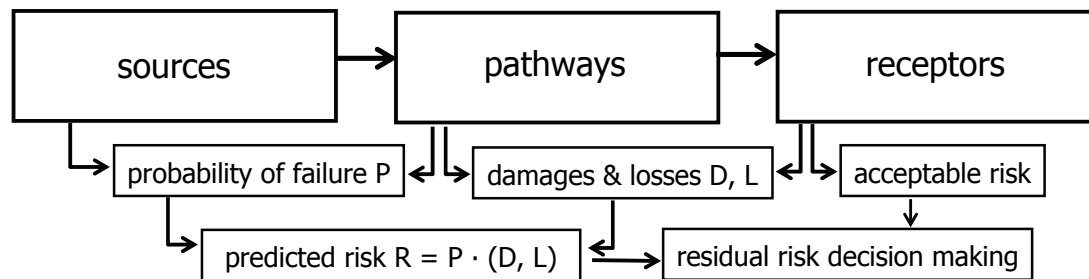 sources
pathways
receptors
probability of failure P
damages & losses D, L
acceptable risk
predicted risk R = P · (D, L)
residual risk decision making